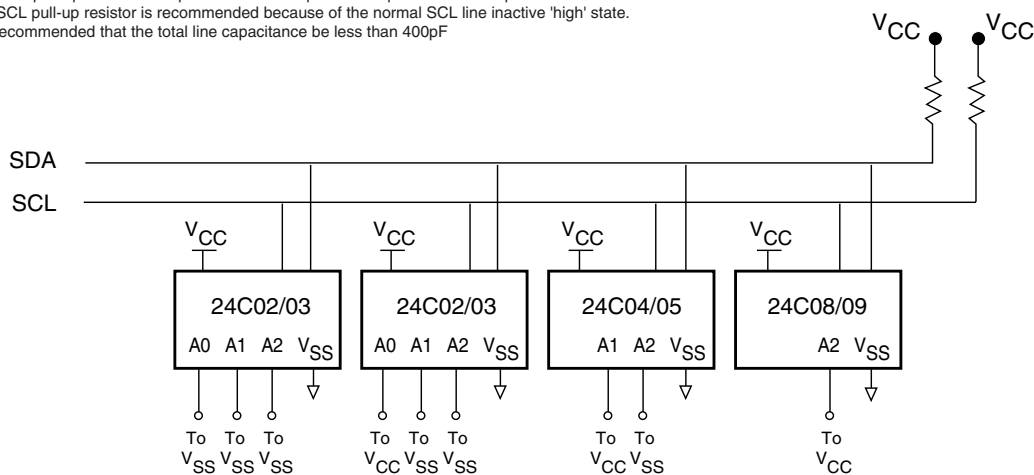 SCL pull-up resistor is recommended because of the normal SCL line inactive 'high' state.
ecommended that the total line capacitance be less than 400pF
VCC VCC
SDA
SCL
VCC VCC VCC VCC
24C02/03 24C02/03 24C04/05 24C08/09
A0 A1 A2 VSS A0 A1 A2 VSS A1 A2 VSS A2 VSS
To To To To To To To To To
VSS VSS VSS VCC VSS VSS VCC VSS VCC